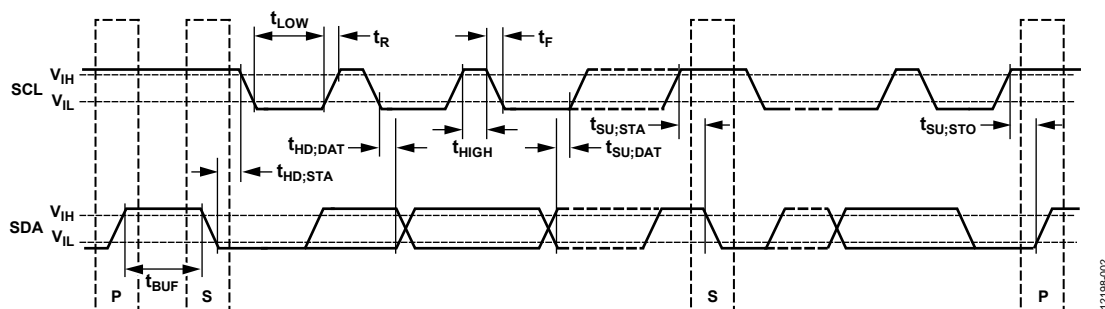 tLOW
tR
tF
VIH
SCL
VIL
tSU;STA
tSU;STO
tHD;DAT
tHIGH
tSU;DAT
tHD;STA
VIH
SDA
VIL
tBUF
P
S
S
P
12198-002